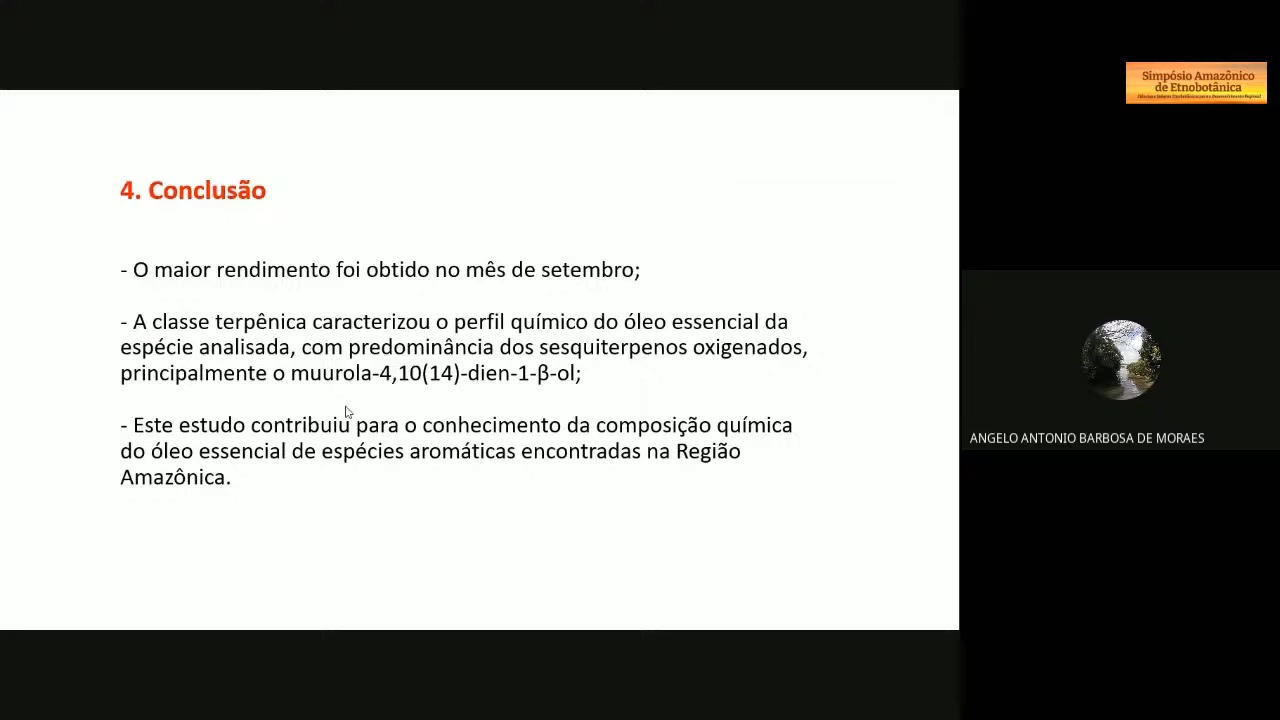 Simpósio Amazônico
de Etnobotânica
4. Conclusão
- O maior rendimento foi obtido no mês de setembro;
- A classe terpênica caracterizou o perfil químico do óleo essencial da
espécie analisada, com predominância dos sesquiterpenos oxigenados,
principalmente o muurola-4,10(14)-dien-1-β-ol;
- Este estudo contribuiu para o conhecimento da composição química
do óleo essencial de espécies aromáticas encontradas na Região
Amazônica.
ANGELO ANTONIO BARBOSA DE MORAES